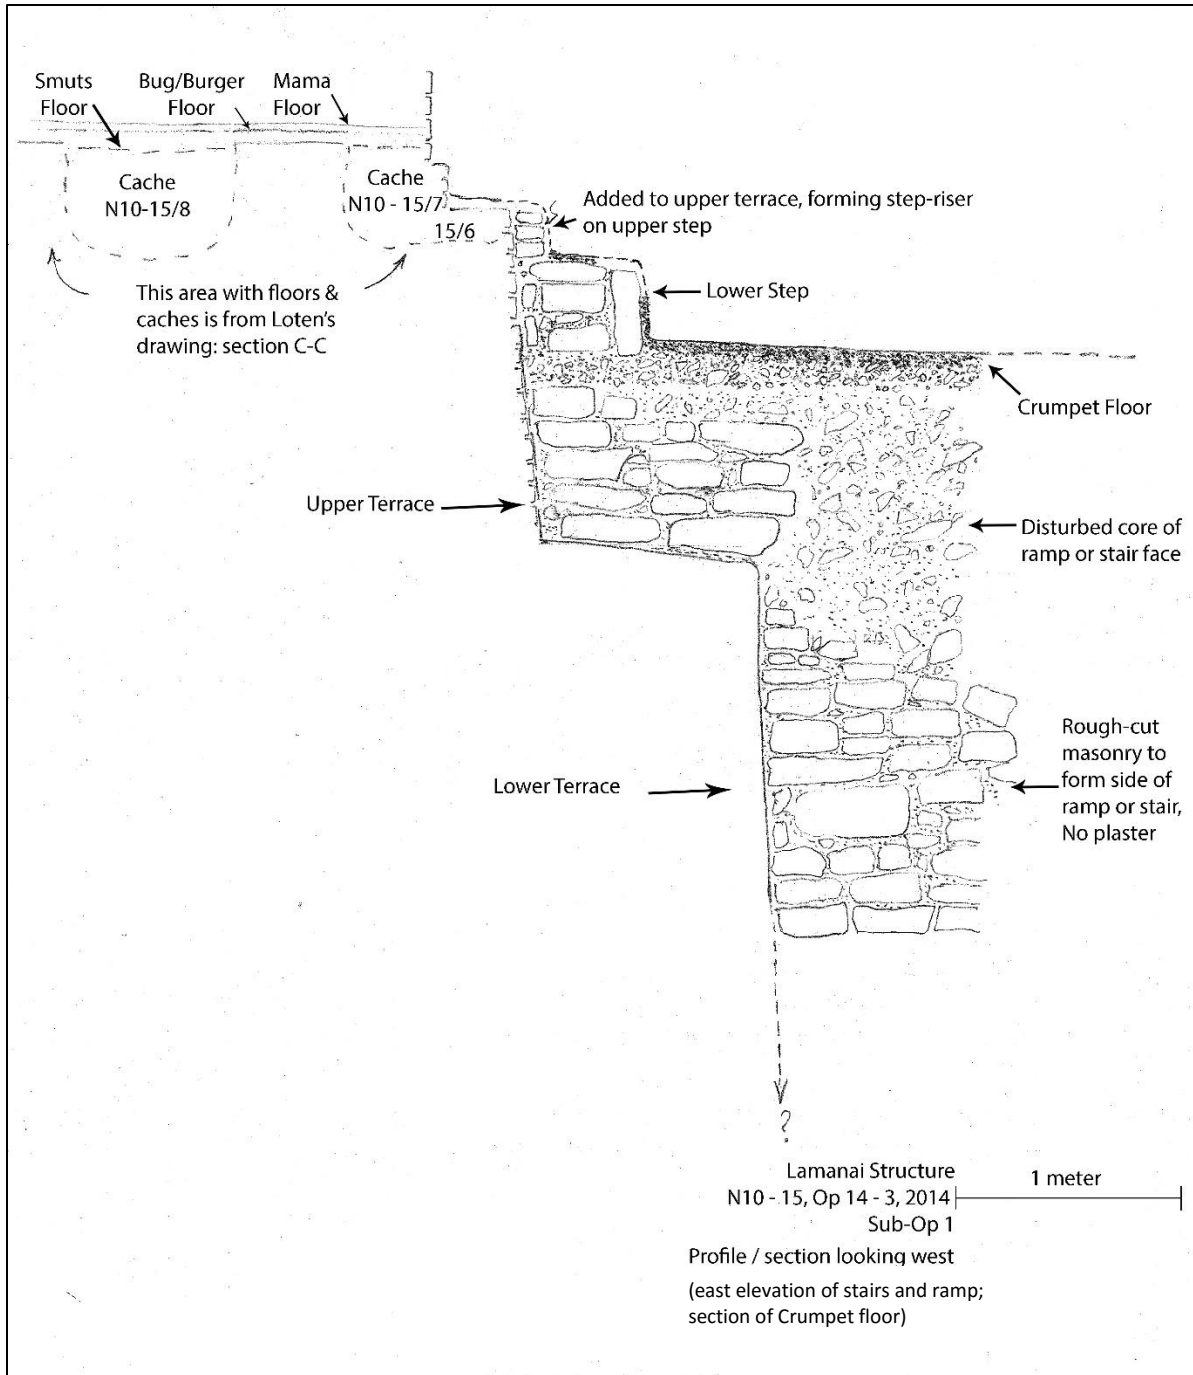 Smuts
Floor
Bug/Burger
Floor
Mama
Floor
Cache
N10-15/8
Cache
N10 - 15/7
15/6
Added to upper terrace, forming step-riser
on upper step
Lower Step
This area with floors &
caches is from Loten's
drawing: section C-C
Crumpet Floor
Upper Terrace
Disturbed core of
ramp or stair face
Lower Terrace
Rough-cut
masonry to
form side of
ramp or stair,
No plaster
?
Lamanai Structure
N10 - 15, Op 14 - 3, 2014
Sub-Op 1
1 meter
Profile / section looking west
(east elevation of stairs and ramp;
section of Crumpet floor)